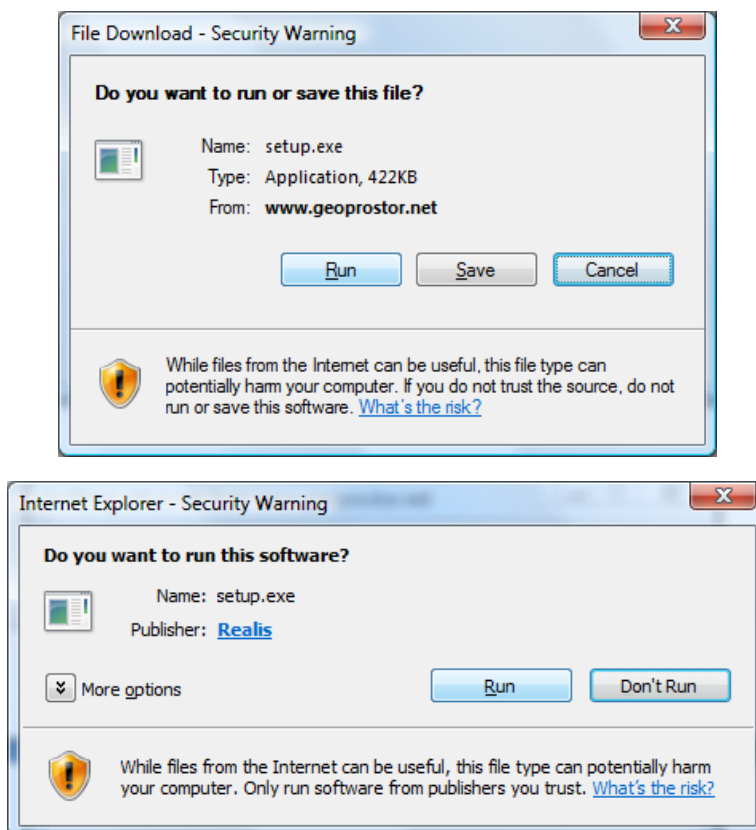 File Download - Security Warning
Do you want to run or save this file?
Name: setup.exe
Type: Application, 422KB
From: www.geoprostor.net
Run Save Cancel
While files from the Internet can be useful, this file type can
potentially harm your computer. If you do not trust the source, do not
run or save this software. What's the risk?
Internet Explorer - Security Warning
Do you want to run this software?
Name: setup.exe
Publisher: Realis
More options Run Don't Run
While files from the Internet can be useful, this file type can potentially harm
your computer. Only run software from publishers you trust. What's the risk?